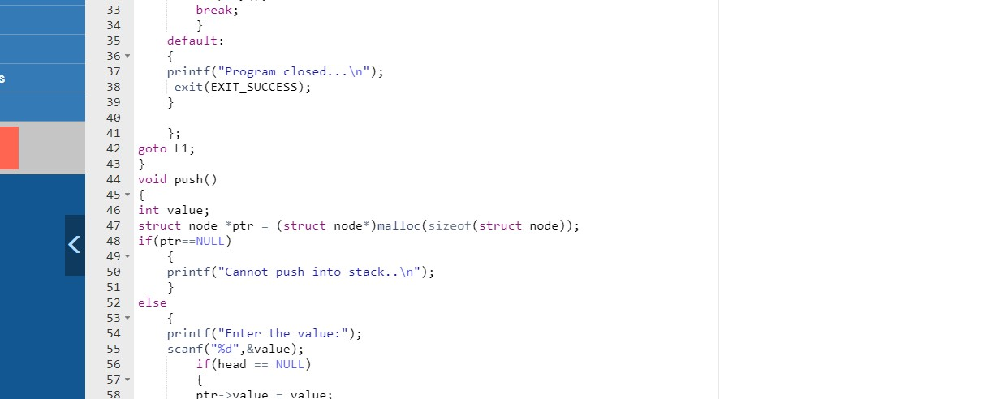 33 break;
34 }
35 default:
36 {
37 printf("Program closed...\n");
38 exit(EXIT_SUCCESS);
39 }
40
41 };
42 goto L1;
43 }
44 void push()
45 {
46 int value;
47 struct node *ptr = (struct node*)malloc(sizeof(struct node));
48 if(ptr==NULL)
49 {
50 printf("Cannot push into stack..\n");
51 }
52 else
53 {
54 printf("Enter the value:");
55 scanf("%d",&value);
56 if(head == NULL)
57 {
58 ptr->value = value;
s